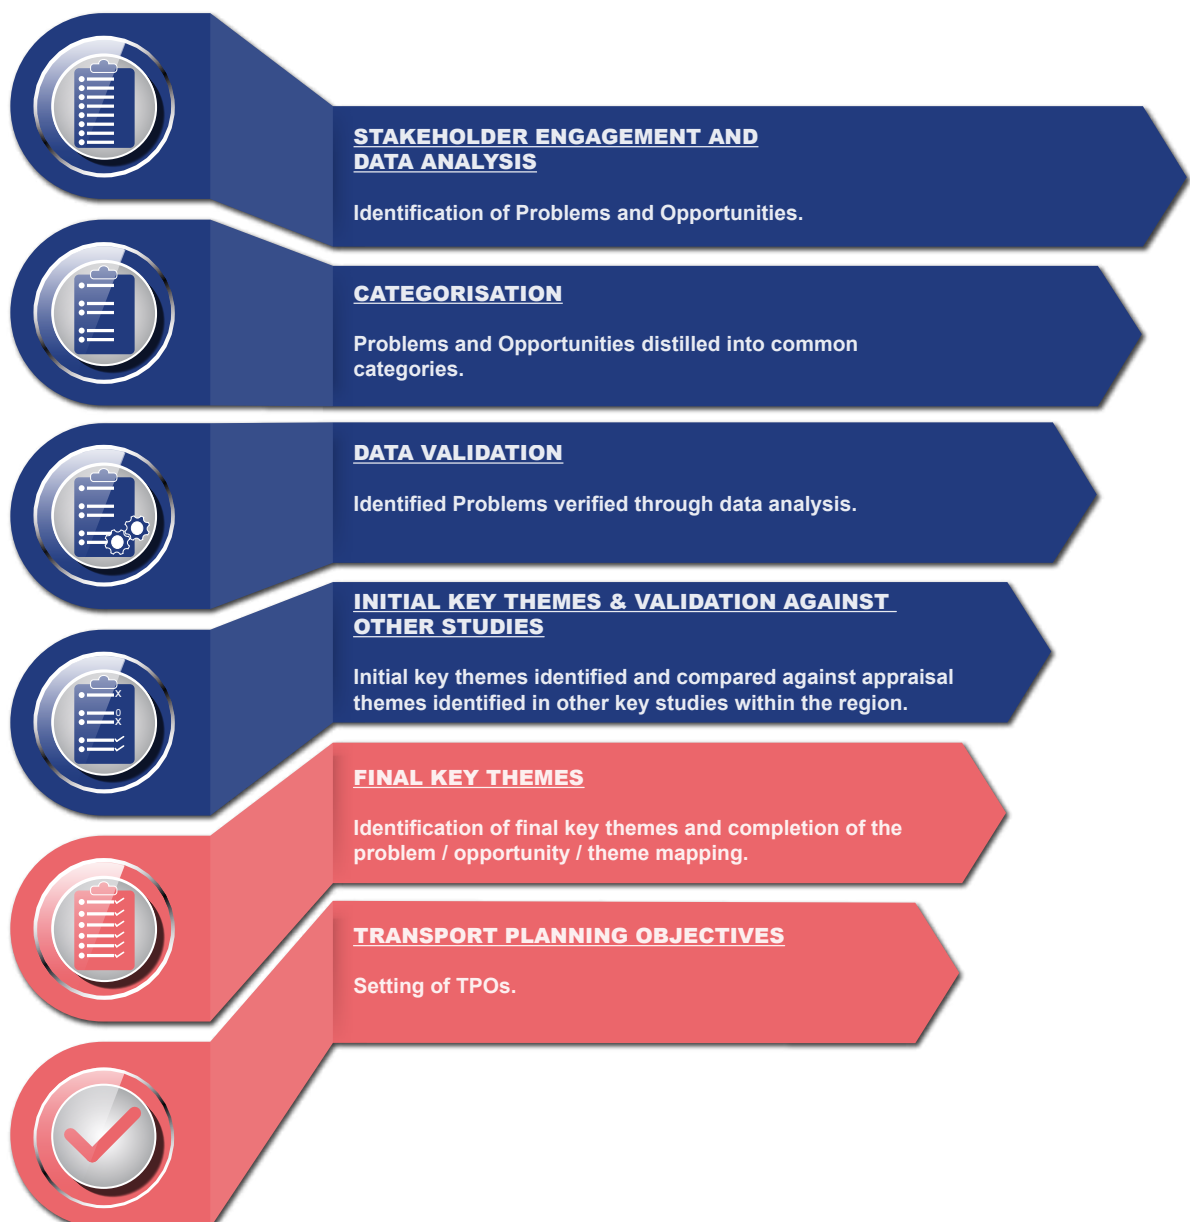 STAKEHOLDER ENGAGEMENT AND
DATA ANALYSIS
Identification of Problems and Opportunities.
CATEGORISATION
Problems and Opportunities distilled into common
categories.
DATA VALIDATION
Identified Problems verified through data analysis.
INITIAL KEY THEMES & VALIDATION AGAINST
OTHER STUDIES
Initial key themes identified and compared against appraisal
themes identified in other key studies within the region.
FINAL KEY THEMES
Identification of final key themes and completion of the
problem / opportunity / theme mapping.
TRANSPORT PLANNING OBJECTIVES
Setting of TPOs.